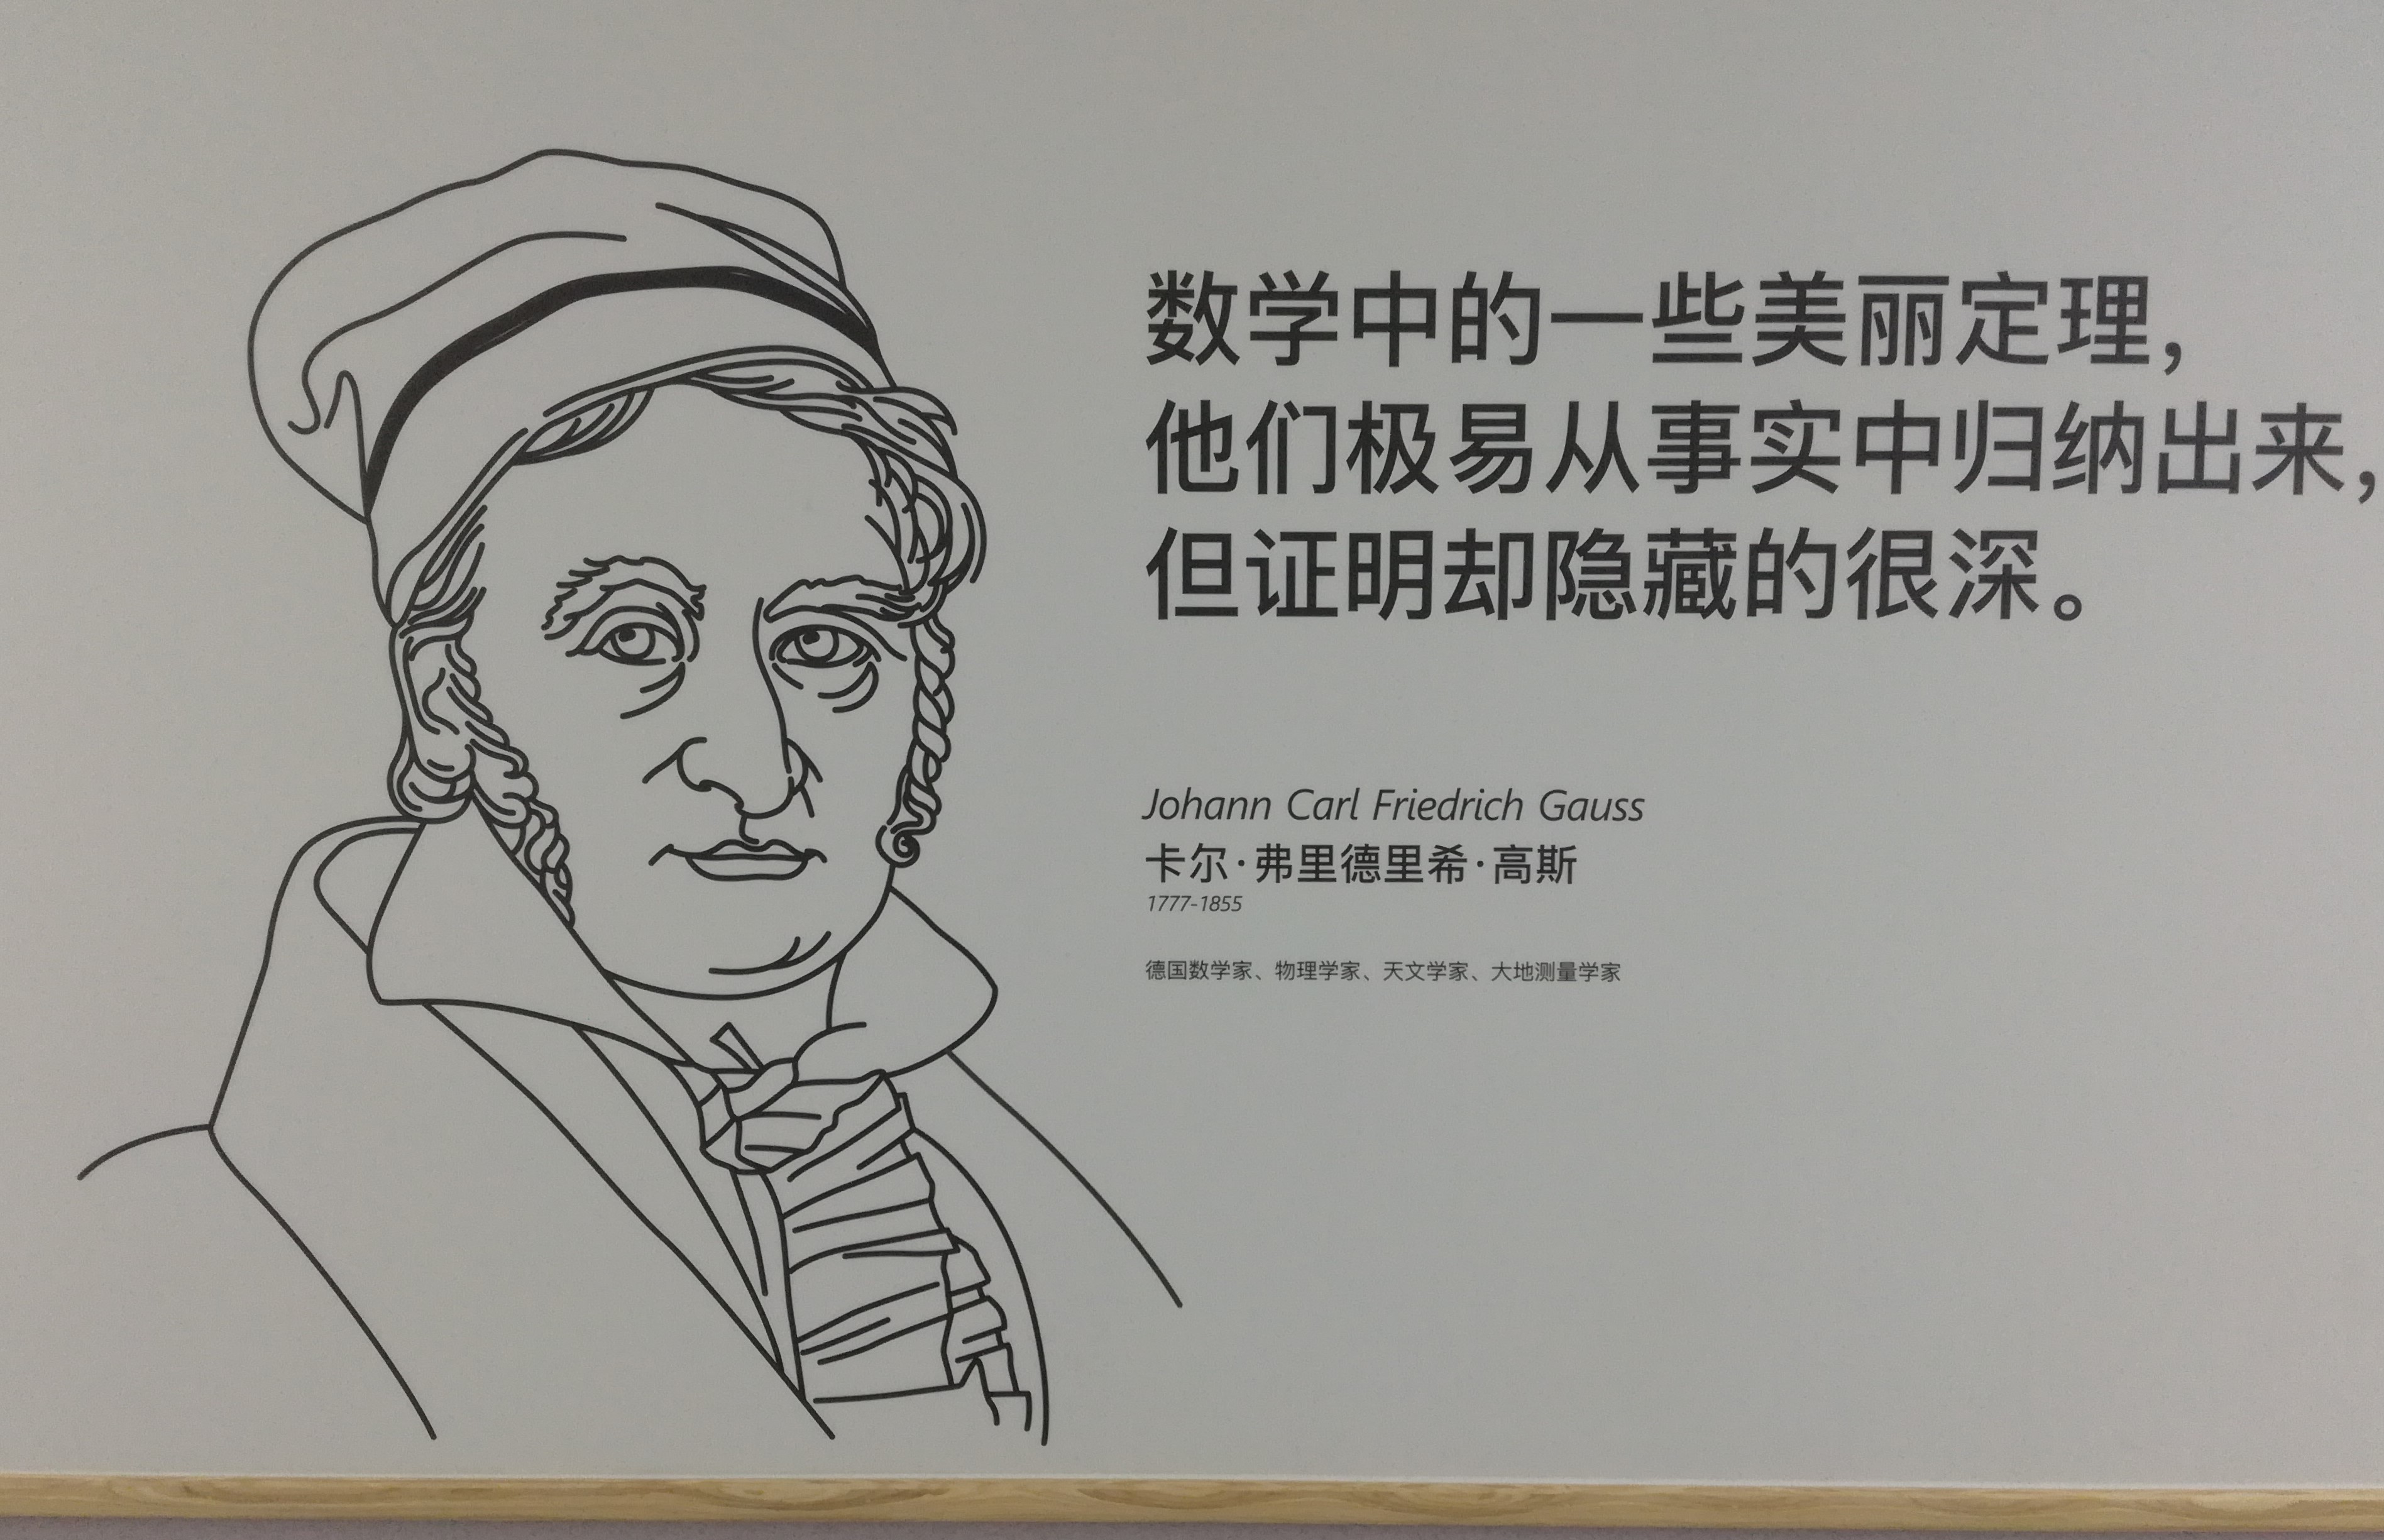 数学中的一些美丽定理，
他们极易从事实中归纳出来，
但证明却隐藏的很深。
Johann Carl Friedrich Gauss
卡尔·弗里德里希·高斯
1777-1855
德国数学家、物理学家、天文学家、大地测量学家